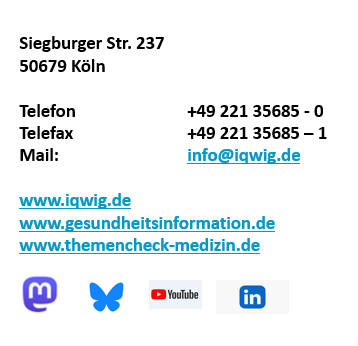 Siegburger Str. 237
50679 Köln
Telefon +49 221 35685 - 0
Telefax +49 221 35685 – 1
Mail: info@iqwig.de
www.iqwig.de
www.gesundheitsinformation.de
www.themencheck-medizin.de
YouTube